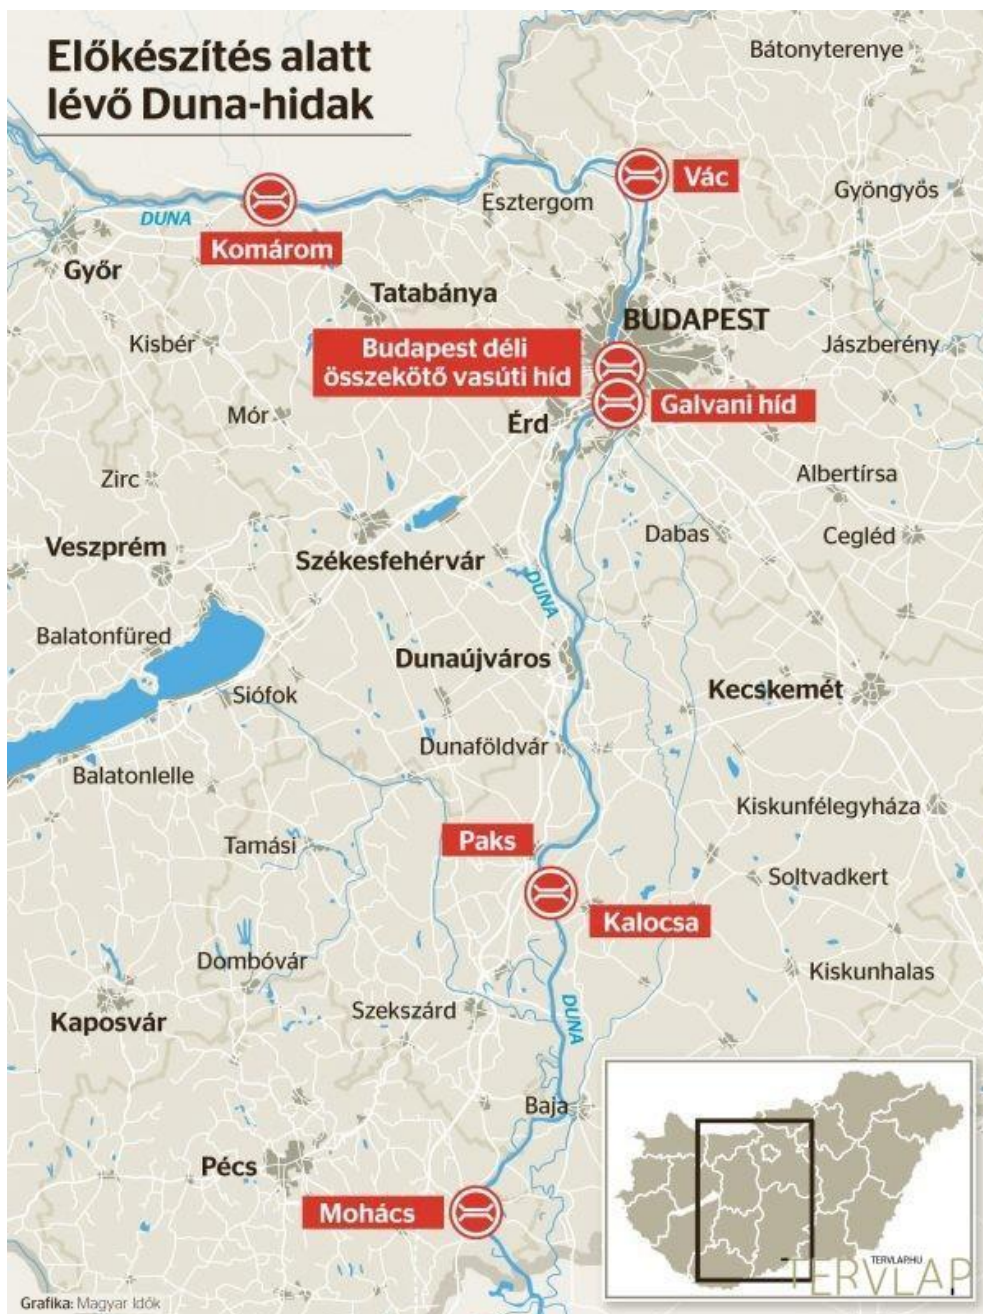 Előkészítés alatt
lévő Duna-hidak
Bátonyterenye
Vác
Gyöngyös
Esztergom
DUNA
Komárom
Győr
Tatabánya
BUDAPEST
Kisbér
Budapest déli
összekötő vasúti híd
Jászberény
Galvani híd
Mór
Érd
Zirc
Albertírsa
Veszprém
Székesfehérvár
Dabas
Cegléd
DUNA
Balatonfüred
Dunaújváros
Siófok
Kecskemét
Dunaföldvár
Balatonlelle
Kiskunfélegyháza
Paks
Tamási
Soltvadkert
Kalocsa
Dombóvár
Kiskunhalas
Szekszárd
Kaposvár
DUNA
Baja
Pécs
Mohács
TERVLAP.HU
TERVLAP
Grafika: Magyar Idők